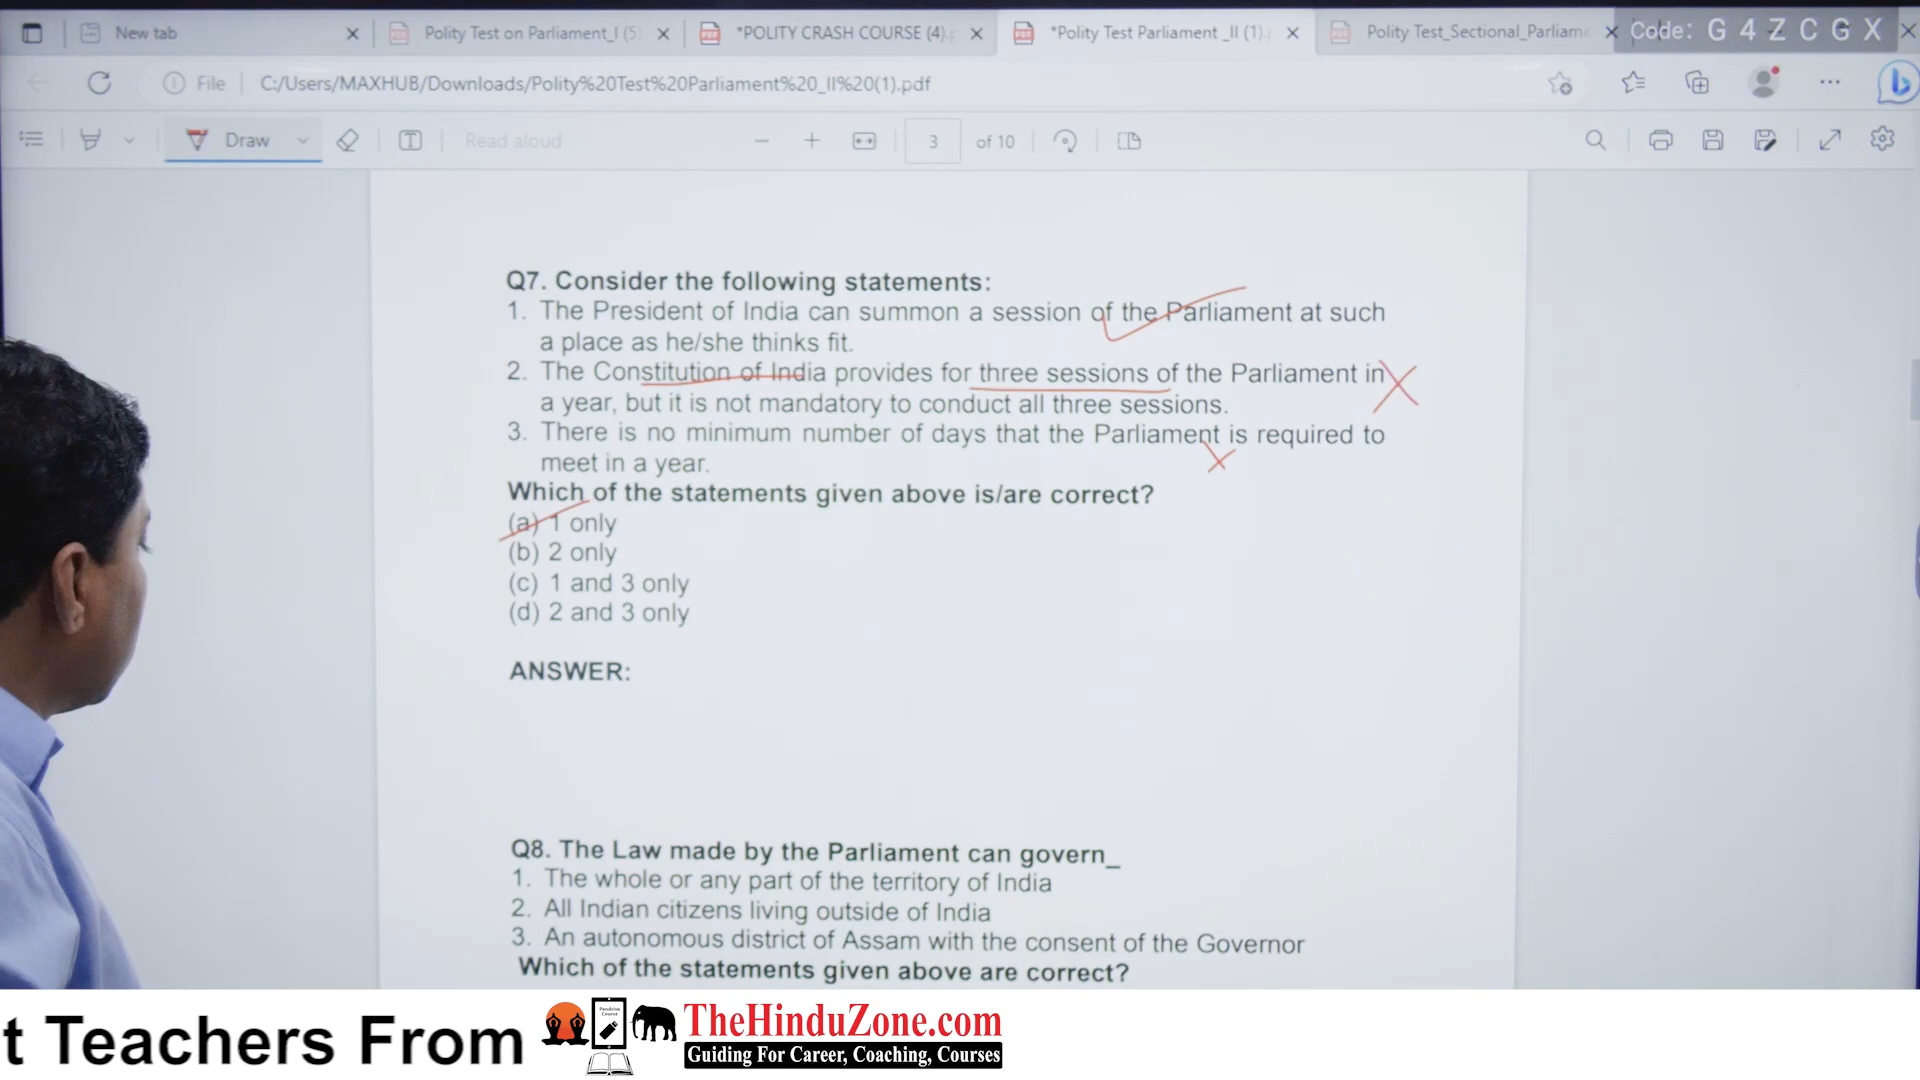 New tab
Polity Test on Parliament_I (5)
*POLITY CRASH COURSE (4).p
*Polity Test Parliament _II (1).
Polity Test_Sectional_Parliame
Code: G 4 Z C G X
File
C:/Users/MAXHUB/Downloads/Polity%20Test%20Parliament%20_II%20(1).pdf
Draw
Read aloud
3 of 10
Q7. Consider the following statements:
1. The President of India can summon a session of the Parliament at such
a place as he/she thinks fit.
2. The Constitution of India provides for three sessions of the Parliament in
a year, but it is not mandatory to conduct all three sessions.
3. There is no minimum number of days that the Parliament is required to
meet in a year.
Which of the statements given above is/are correct?
(a) 1 only
(b) 2 only
(c) 1 and 3 only
(d) 2 and 3 only
ANSWER:
Q8. The Law made by the Parliament can govern_
1. The whole or any part of the territory of India
2. All Indian citizens living outside of India
3. An autonomous district of Assam with the consent of the Governor
Which of the statements given above are correct?
t Teachers From
TheHinduZone.com
Guiding For Career, Coaching, Courses